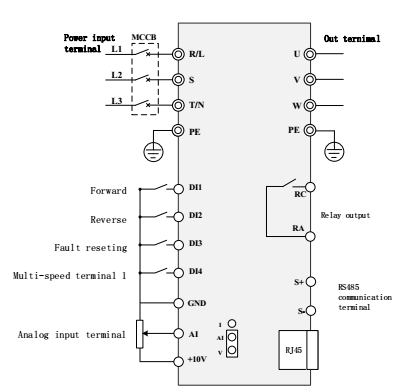 Power input
terminal
MCCB
Out ternimal
L1
R/L
U
L2
S
V
L3
T/N
W
PE
PE
Forward
DI1
RC
Reverse
DI2
Relay output
RA
Fault reseting
DI3
Multi-speed terminal 1
DI4
S+
RS485
communication
terminal
GND
S-
I
Analog input terminal
AI
AI
V
RJ45
+10V